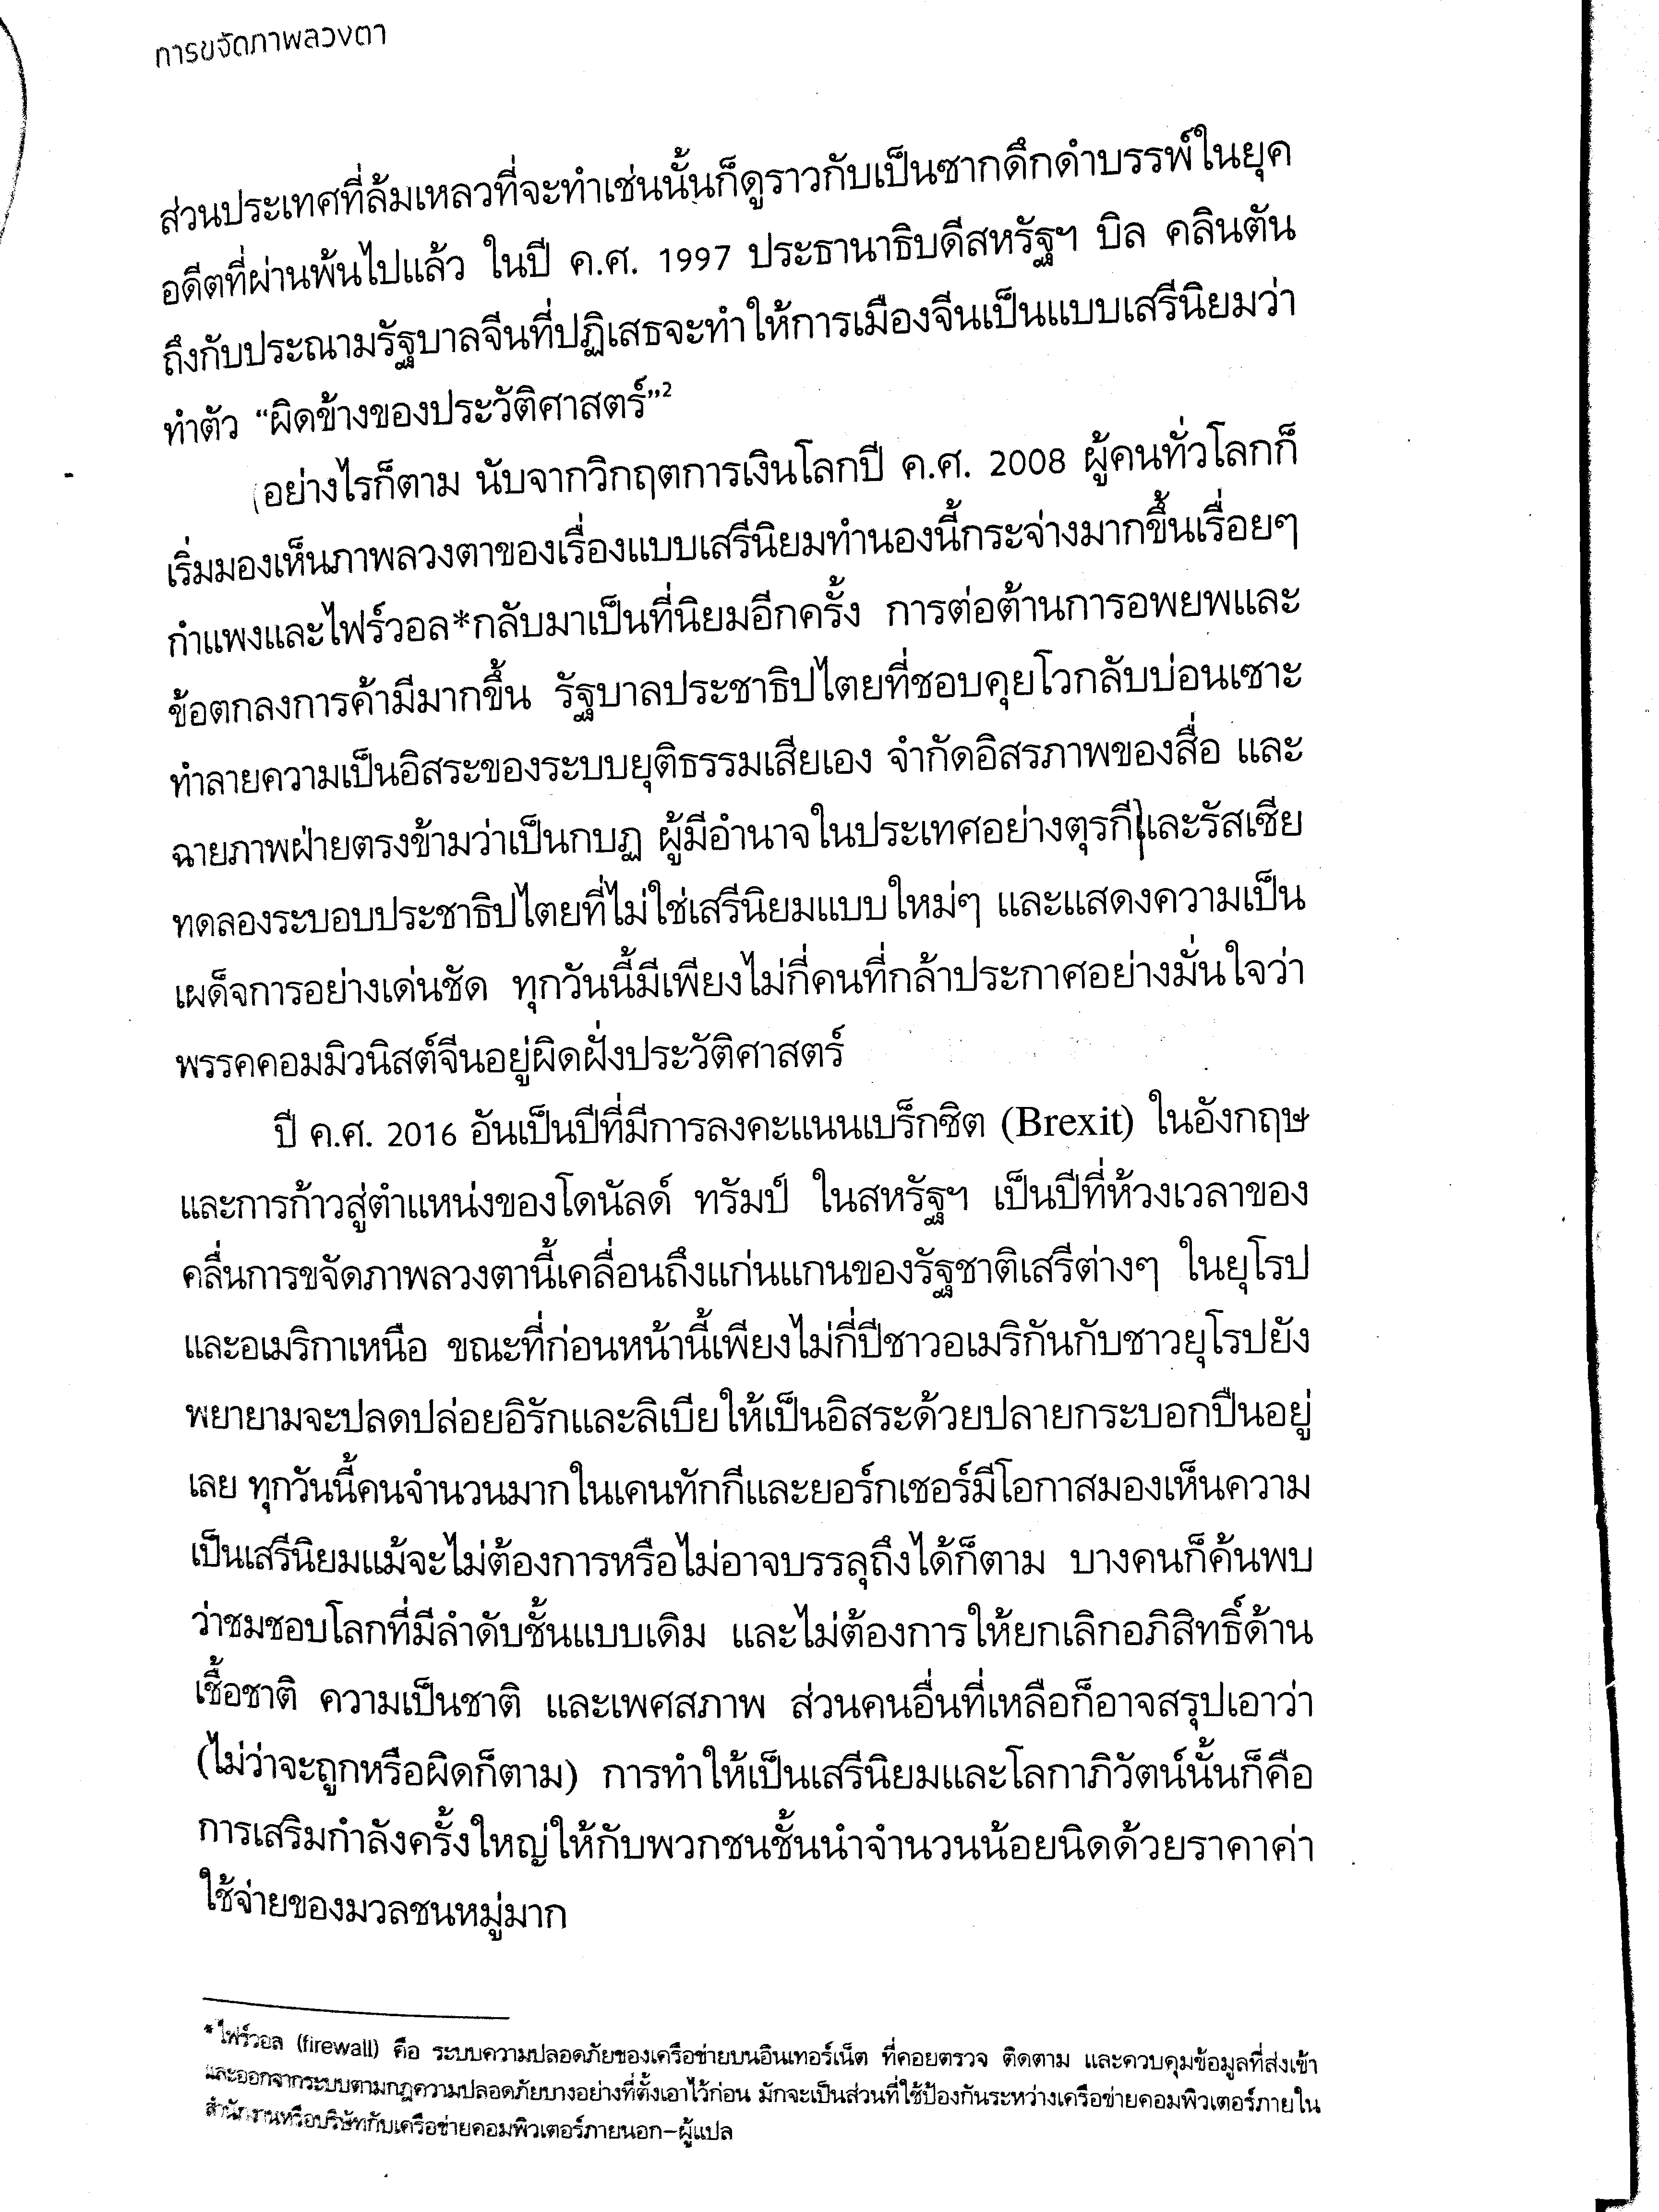 การขจัดภาพลวงตา
ส่วนประเทศที่ล้มเหลวที่จะทำเช่นนั้นก็ดูราวกับเป็นซากดึกดำบรรพ์ในยุค
อดีตที่ผ่านพ้นไปแล้ว ในปี ค.ศ. 1997 ประธานาธิบดีสหรัฐฯ บิล คลินตัน
ถึงกับประณามรัฐบาลจีนที่ปฏิเสธจะทำให้การเมืองจีนเป็นแบบเสรีนิยมว่า
ทำตัว “ผิดข้างของประวัติศาสตร์”2
อย่างไรก็ตาม นับจากวิกฤตการเงินโลกปี ค.ศ. 2008 ผู้คนทั่วโลกก็
เริ่มมองเห็นภาพลวงตาของเรื่องแบบเสรีนิยมทำนองนี้กระจ่างมากขึ้นเรื่อยๆ
กำแพงและไฟร์วอล*กลับมาเป็นที่นิยมอีกครั้ง การต่อต้านการอพยพและ
ข้อตกลงการค้ามีมากขึ้น รัฐบาลประชาธิปไตยที่ชอบคุยโวกลับบ่อนเซาะ
ทำลายความเป็นอิสระของระบบยุติธรรมเสียเอง จำกัดอิสรภาพของสื่อ และ
ฉายภาพฝ่ายตรงข้ามว่าเป็นกบฏ ผู้มีอำนาจในประเทศอย่างตุรกีและรัสเซีย
ทดลองระบอบประชาธิปไตยที่ไม่ใช่เสรีนิยมแบบใหม่ๆ และแสดงความเป็น
เผด็จการอย่างเด่นชัด ทุกวันนี้มีเพียงไม่กี่คนที่กล้าประกาศอย่างมั่นใจว่า
พรรคคอมมิวนิสต์จีนอยู่ผิดฝั่งประวัติศาสตร์
ปี ค.ศ. 2016 อันเป็นปีที่มีการลงคะแนนเบร็กซิต (Brexit) ในอังกฤษ
และการก้าวสู่ตำแหน่งของโดนัลด์ ทรัมป์ ในสหรัฐฯ เป็นปีที่ห้วงเวลาของ
คลื่นการขจัดภาพลวงตานี้เคลื่อนถึงแก่นแกนของรัฐชาติเสรีต่างๆ ในยุโรป
และอเมริกาเหนือ ขณะที่ก่อนหน้านี้เพียงไม่กี่ปีชาวอเมริกันกับชาวยุโรปยัง
พยายามจะปลดปล่อยอิรักและลิเบียให้เป็นอิสระด้วยปลายกระบอกปืนอยู่
เลย ทุกวันนี้คนจำนวนมากในเคนทักกีและยอร์กเชอร์มีโอกาสมองเห็นความ
เป็นเสรีนิยมแม้จะไม่ต้องการหรือไม่อาจบรรลุถึงได้ก็ตาม บางคนก็ค้นพบ
ว่าชมชอบโลกที่มีลำดับชั้นแบบเดิม และไม่ต้องการให้ยกเลิกอภิสิทธิ์ด้าน
เชื้อชาติ ความเป็นชาติ และเพศสภาพ ส่วนคนอื่นที่เหลือก็อาจสรุปเอาว่า
(ไม่ว่าจะถูกหรือผิดก็ตาม) การทำให้เป็นเสรีนิยมและโลกาภิวัตน์นั้นก็คือ
การเสริมกำลังครั้งใหญ่ให้กับพวกชนชั้นนำจำนวนน้อยนิดด้วยราคาค่า
ใช้จ่ายของมวลชนหมู่มาก
*ไฟร์วอล (firewall) คือ ระบบความปลอดภัยของเครือข่ายบนอินเทอร์เน็ต ที่คอยตรวจ ติดตาม และควบคุมข้อมูลที่ส่งเข้า
และออกจากระบบตามกฎความปลอดภัยบางอย่างที่ตั้งเอาไว้ก่อน มักจะเป็นส่วนที่ใช้ป้องกันระหว่างเครือข่ายคอมพิวเตอร์ภายใน
สำนักงานหรือบริษัทกับเครือข่ายคอมพิวเตอร์ภายนอก–ผู้แปล